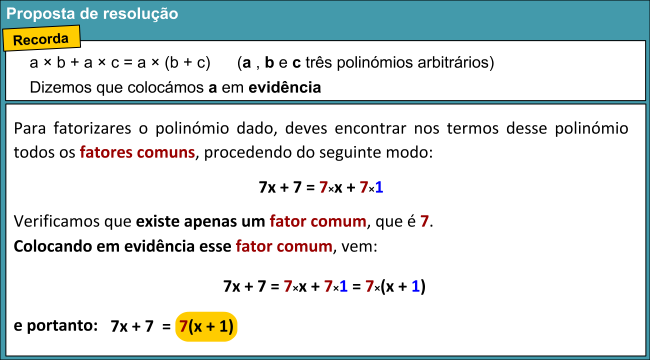 Proposta de resolução
Recorda
a × b + a × c = a × (b + c) (a , b e c três polinómios arbitrários)
Dizemos que colocámos a em evidência
Para fatorizares o polinómio dado, deves encontrar nos termos desse polinómio
todos os fatores comuns, procedendo do seguinte modo:
7x + 7 = 7×x + 7×1
Verificamos que existe apenas um fator comum, que é 7.
Colocando em evidência esse fator comum, vem:
7x + 7 = 7×x + 7×1 = 7×(x + 1)
e portanto: 7x + 7 = 7(x + 1)